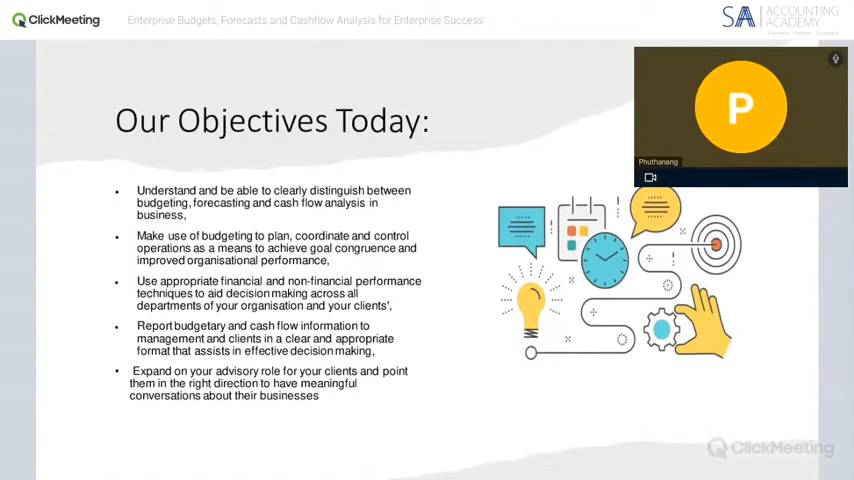 ClickMeeting
Enterprise Budgets, Forecasts and Cashflow Analysis for Enterprise Success
SA ACCOUNTING
ACADEMY
P
Phuthanang
Our Objectives Today:
• Understand and be able to clearly distinguish between
budgeting, forecasting and cash flow analysis in
business,
• Make use of budgeting to plan, coordinate and control
operations as a means to achieve goal congruence and
improved organisational performance,
• Use appropriate financial and non-financial performance
techniques to aid decision making across all
departments of your organisation and your clients',
• Report budgetary and cash flow information to
management and clients in a clear and appropriate
format that assists in effective decision making,
• Expand on your advisory role for your clients and point
them in the right direction to have meaningful
conversations about their businesses
ClickMeeting